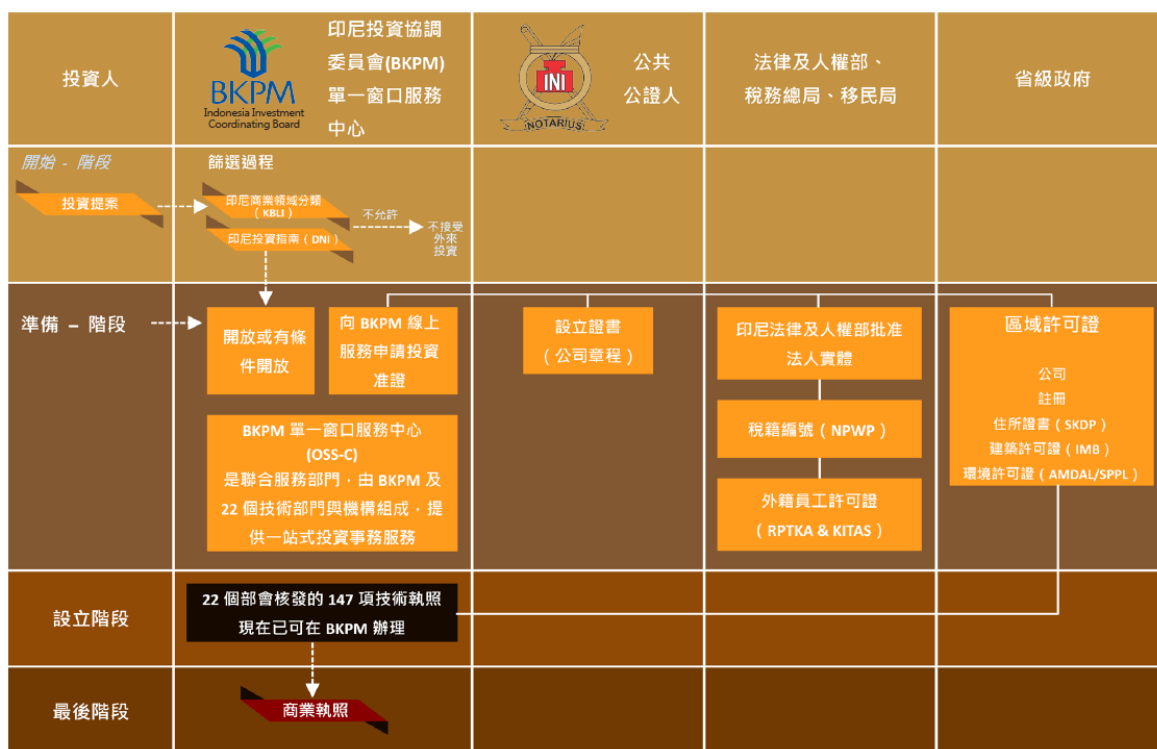 投資人
BKPM
Indonesia Investment
Coordinating Board
印尼投資協調
委員會(BKPM)
單一窗口服務
中心
INI
NOTARIUS
公共
公證人
法律及人權部、
稅務總局、移民局
省級政府
開始 - 階段
投資提案
篩選過程
印尼商業領域分類
(KBLI)
印尼投資指南(DNI)
不允許
不接受
外來
投資
準備 – 階段
開放或有條
件開放
向 BKPM 線上
服務申請投資
准證
BKPM 單一窗口服務中心
(OSS-C)
是聯合服務部門,由 BKPM 及
22 個技術部門與機構組成,提
供一站式投資事務服務
設立證書
(公司章程)
印尼法律及人權部批准
法人實體
稅籍編號(NPWP)
外籍員工許可證
(RPTKA & KITAS)
區域許可證
公司
註冊
住所證書(SKDP)
建築許可證(IMB)
環境許可證(AMDAL/SPPL)
設立階段
22 個部會核發的 147 項技術執照
現在已可在 BKPM 辦理
最後階段
商業執照